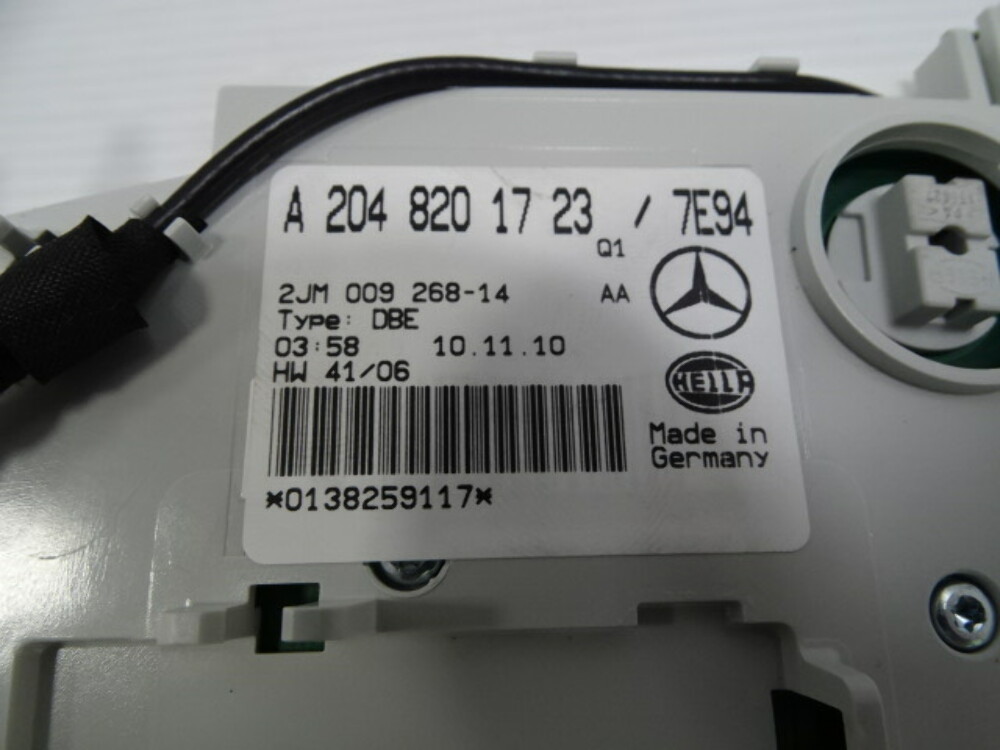 A 204 820 17 23 / 7E94
Q1
2JM 009 268-14 AA
Type: DBE
03:58 10.11.10
HW 41/06
HELLA
Made in
Germany
*0138259117*